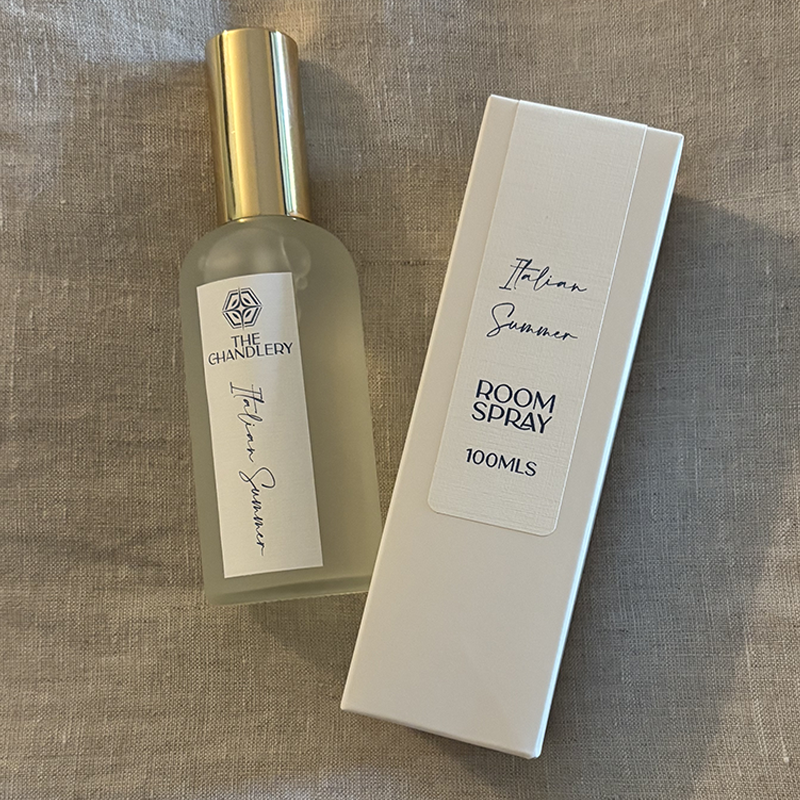 THE
CHANDLERY
Italian Summer
Italian
Summer
ROOM
SPRAY
100MLS